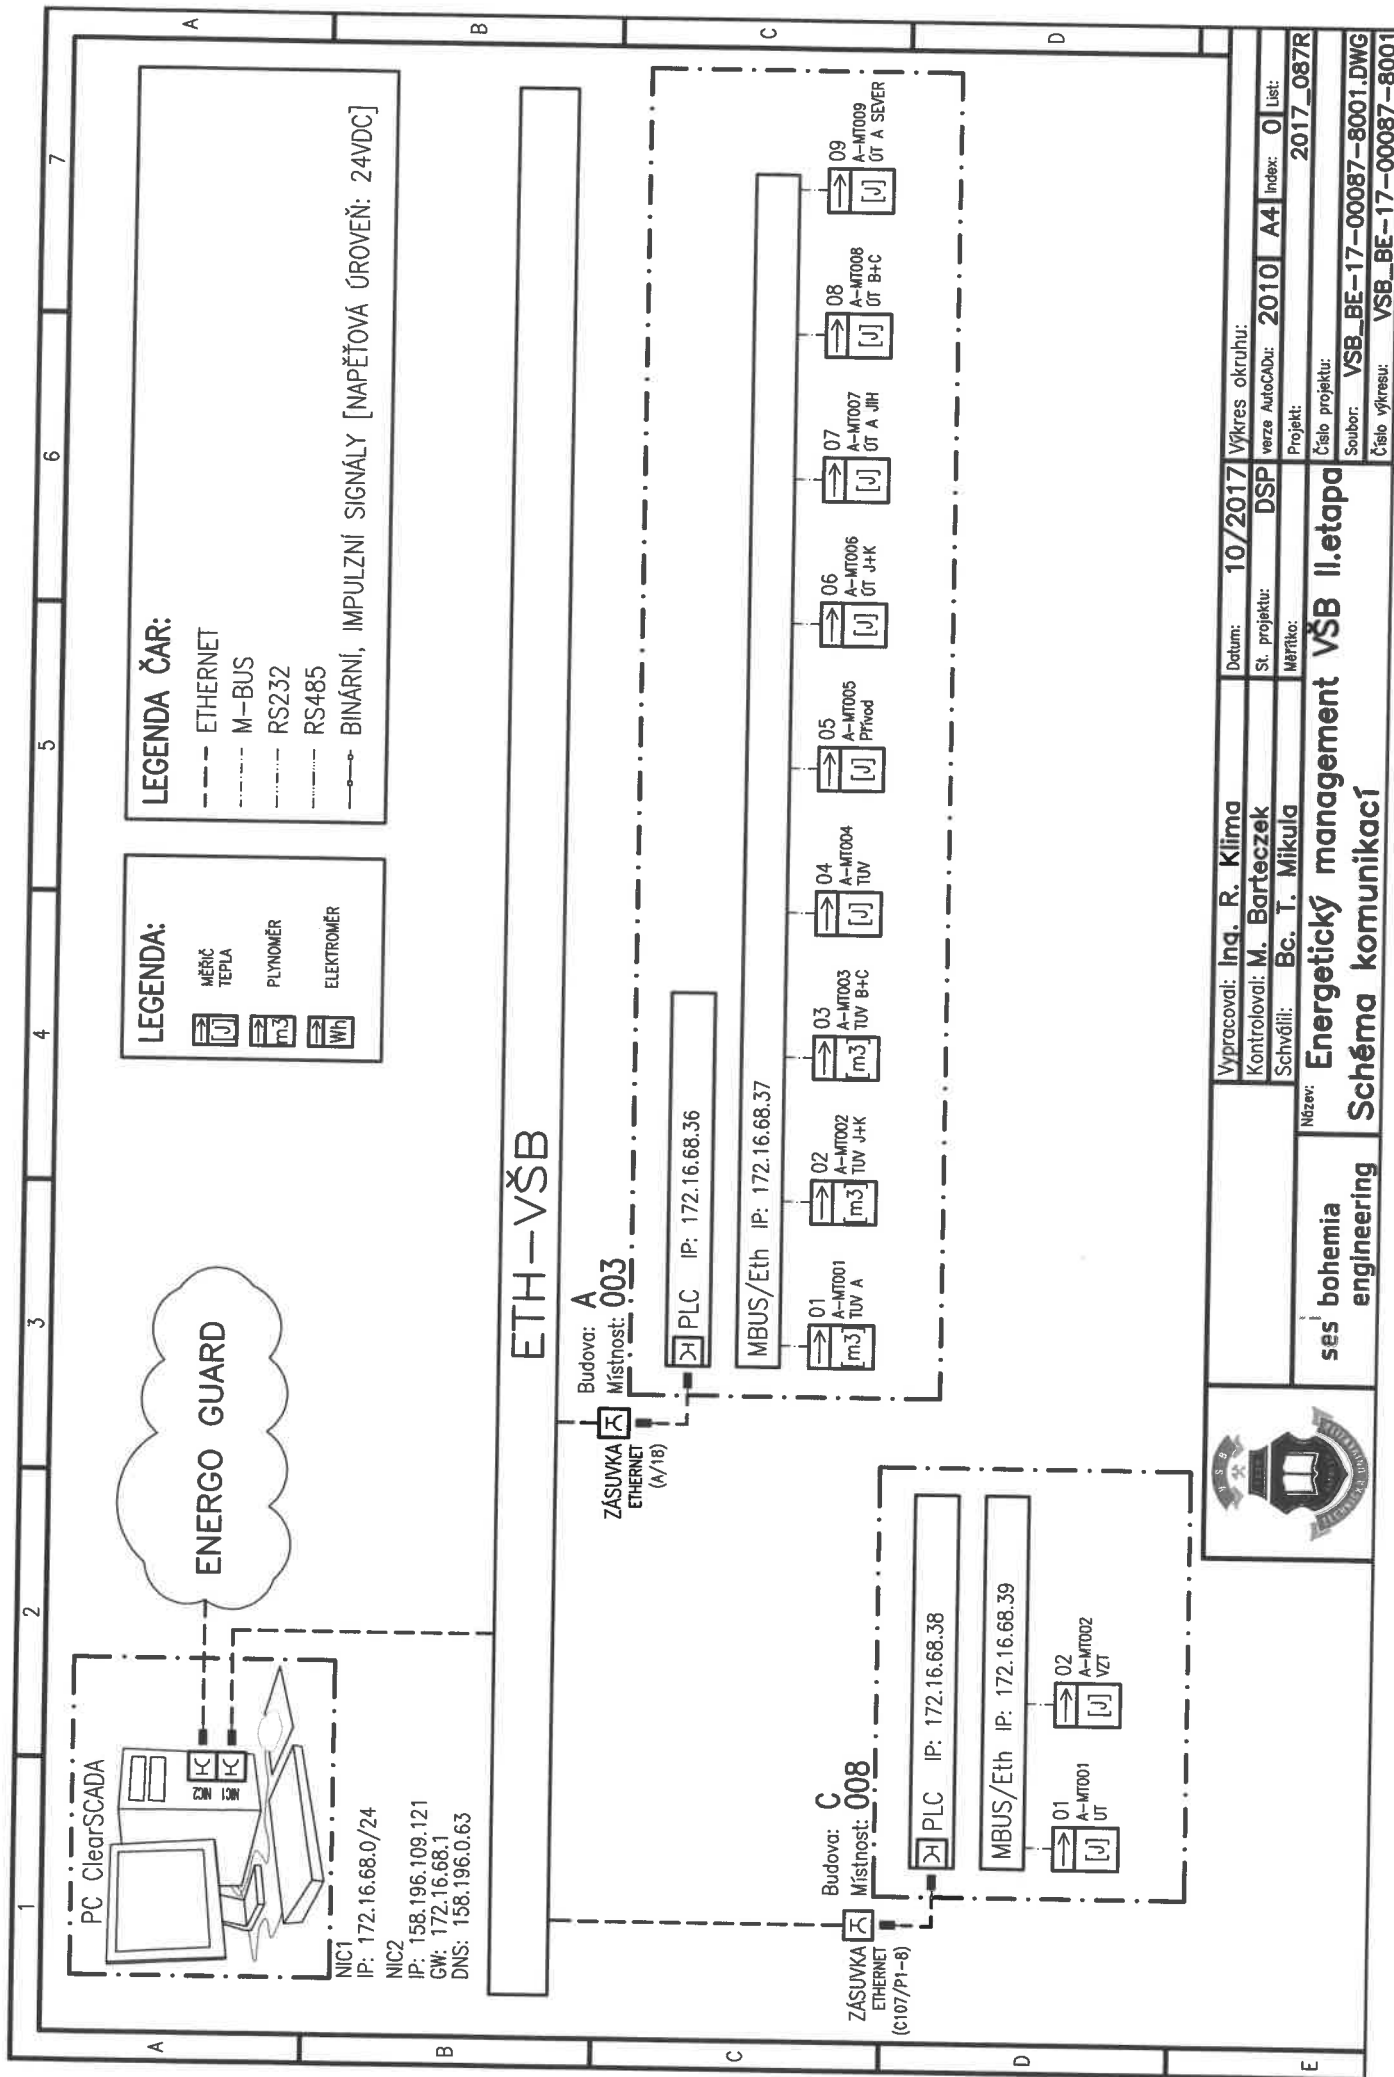 1
2
3
4
5
6
7
A
B
C
D
E
A
B
C
D
PC ClearSCADA
NIC2
NIC1
NIC1
IP: 172.16.68.0/24
NIC2
IP: 158.196.109.121
GW: 172.16.68.1
DNS: 158.196.0.63
ENERGO GUARD
LEGENDA:
[J]
MĚŘIČ
TEPLA
m3
PLYNOMĚR
Wh
ELEKTROMĚR
LEGENDA ČAR:
ETHERNET
M-BUS
RS232
RS485
BINÁRNÍ, IMPULZNÍ SIGNÁLY [NAPĚŤOVÁ ÚROVEŇ: 24VDC]
ETH-VŠB
ZÁSUVKA
ETHERNET
(A/18)
Budova: A
Místnost: 003
PLC IP: 172.16.68.36
MBUS/Eth IP: 172.16.68.37
[m3]
01
A-MT001
TUV A
[m3]
02
A-MT002
TUV J+K
[m3]
03
A-MT003
TUV B+C
[J]
04
A-MT004
TUV
[J]
05
A-MT005
Přívod
[J]
06
A-MT006
ÚT J+K
[J]
07
A-MT007
ÚT A JIH
[J]
08
A-MT008
ÚT B+C
[J]
09
A-MT009
ÚT A SEVER
ZÁSUVKA
ETHERNET
(C107/P1-8)
Budova: C
Místnost: 008
PLC IP: 172.16.68.38
MBUS/Eth IP: 172.16.68.39
[J]
01
A-MT001
UT
[J]
02
A-MT002
VZT
VŠB
ses bohemia
engineering
Vypracoval: Ing. R. Klima
Kontroloval: M. Barteczek
Schválil: Bc. T. Mikula
Datum: 10/2017
St. projektu: DSP
Měřítko:
Výkres okruhu:
verze AutoCADu: 2010 A4 Index: 0 List:
Projekt: 2017_087R
Číslo projektu:
Soubor: VSB_BE-17-00087-8001.DWG
Číslo výkresu: VSB_BE-17-00087-8001
Název: Energetický management VŠB II.etapa
Schéma komunikací